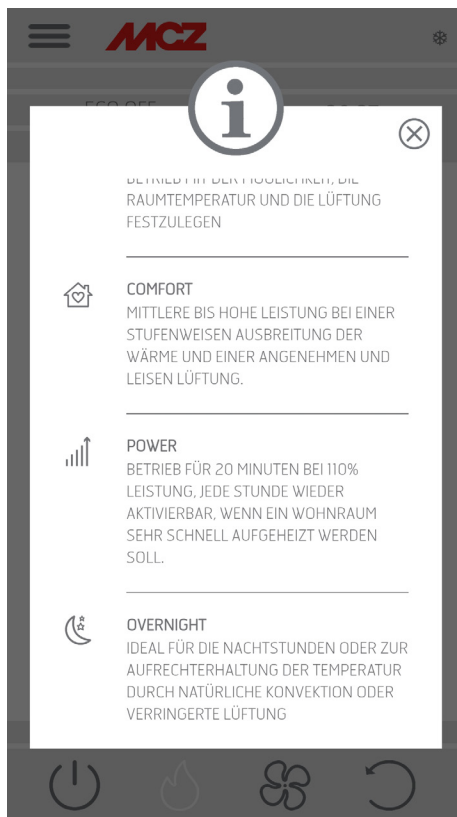 MCZ
ECO OFF
BETRIEB MIT DER MÖGLICHKEIT, DIE
RAUMTEMPERATUR UND DIE LÜFTUNG
FESTZULEGEN
COMFORT
MITTLERE BIS HOHE LEISTUNG BEI EINER
STUFENWEISEN AUSBREITUNG DER
WÄRME UND EINER ANGENEHMEN UND
LEISEN LÜFTUNG.
POWER
BETRIEB FÜR 20 MINUTEN BEI 110%
LEISTUNG, JEDE STUNDE WIEDER
AKTIVIERBAR, WENN EIN WOHNRAUM
SEHR SCHNELL AUFGEHEIZT WERDEN
SOLL.
OVERNIGHT
IDEAL FÜR DIE NACHTSTUNDEN ODER ZUR
AUFRECHTERHALTUNG DER TEMPERATUR
DURCH NATÜRLICHE KONVEKTION ODER
VERRINGERTE LÜFTUNG